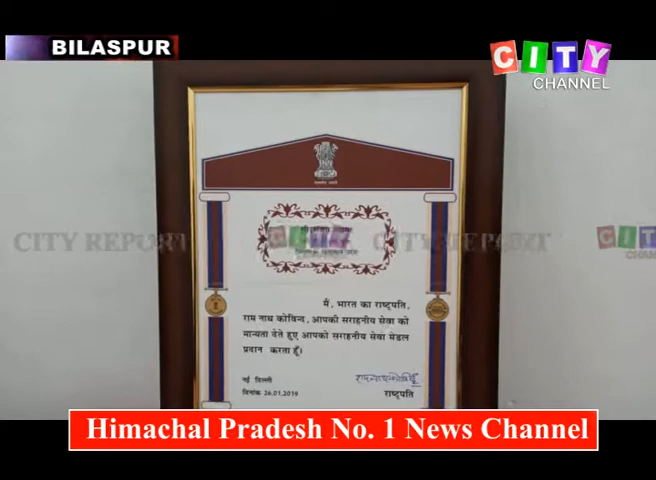 BILASPUR
CITY
CHANNEL
CITY REPORT
CITY REPORT
CITY
मैं, भारत का राष्ट्रपति,
राम नाथ कोविन्द, आपकी सराहनीय सेवा को
मान्यता देते हुए आपको सराहनीय सेवा मेडल
प्रदान करता हूँ।
नई दिल्ली
दिनांक 26.01.2019
राष्ट्रपति
Himachal Pradesh No. 1 News Channel